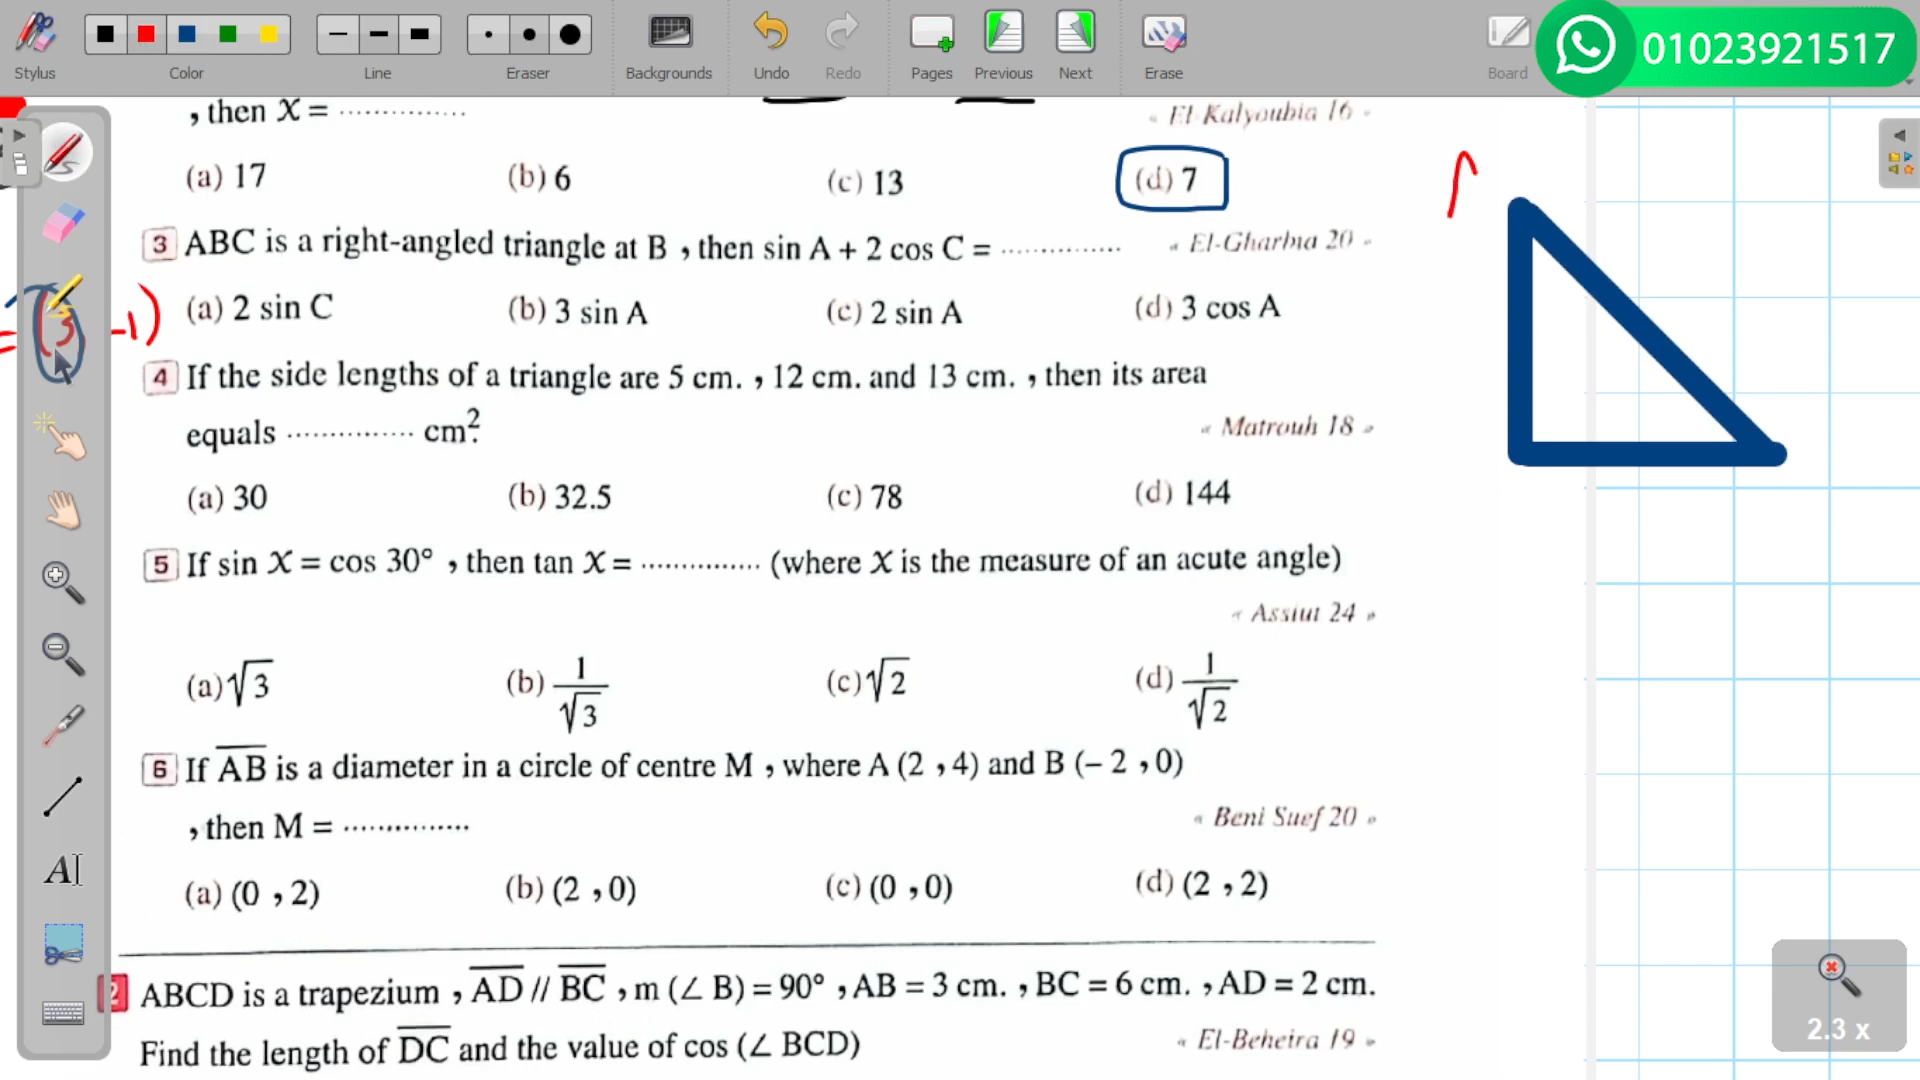 Stylus Color Line Eraser Backgrounds Undo Redo Pages Previous Next Erase Board 01023921517
, then X = ............... « El-Kalyoubia 16 »
(a) 17 (b) 6 (c) 13 (d) 7
3 ABC is a right-angled triangle at B , then sin A + 2 cos C = ............... « El-Gharbia 20 »
-1)
(a) 2 sin C (b) 3 sin A (c) 2 sin A (d) 3 cos A
4 If the side lengths of a triangle are 5 cm. , 12 cm. and 13 cm. , then its area
equals ............... cm².
« Matrouh 18 »
(a) 30 (b) 32.5 (c) 78 (d) 144
5 If sin X = cos 30° , then tan X = ............... (where X is the measure of an acute angle)
« Assiut 24 »
(a) √3 (b) 1/√3 (c) √2 (d) 1/√2
6 If AB is a diameter in a circle of centre M , where A (2 , 4) and B (– 2 , 0)
, then M = ............... « Beni Suef 20 »
(a) (0 , 2) (b) (2 , 0) (c) (0 , 0) (d) (2 , 2)
2 ABCD is a trapezium , AD // BC , m (∠ B) = 90° , AB = 3 cm. , BC = 6 cm. , AD = 2 cm.
Find the length of DC and the value of cos (∠ BCD) « El-Beheira 19 »
2.3 x